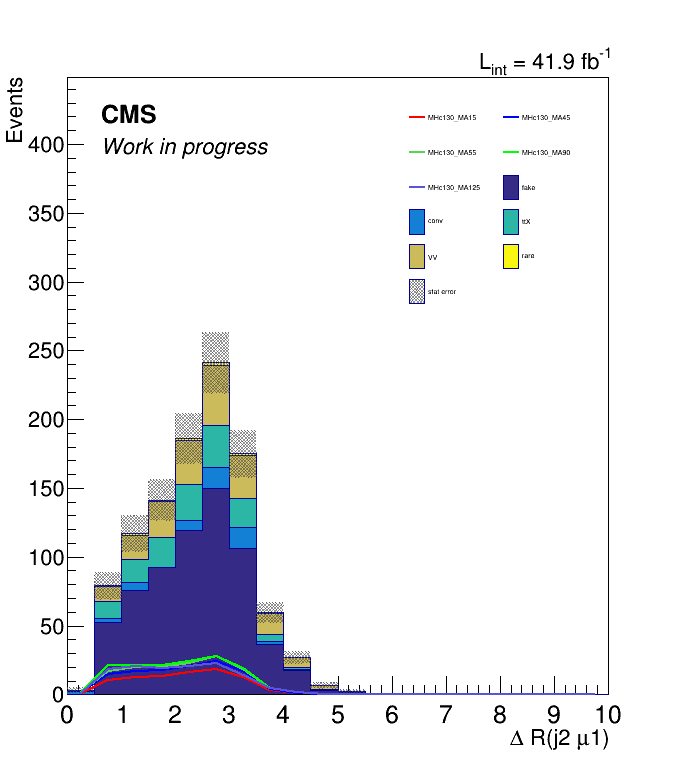 L_int = 41.9 fb^-1
Events
CMS
Work in progress
MHc130_MA15
MHc130_MA45
MHc130_MA55
MHc130_MA90
MHc130_MA125
fake
conv
ttX
VV
rare
stat error
400
350
300
250
200
150
100
50
0
0 1 2 3 4 5 6 7 8 9 10
Δ R(j2 μ1)